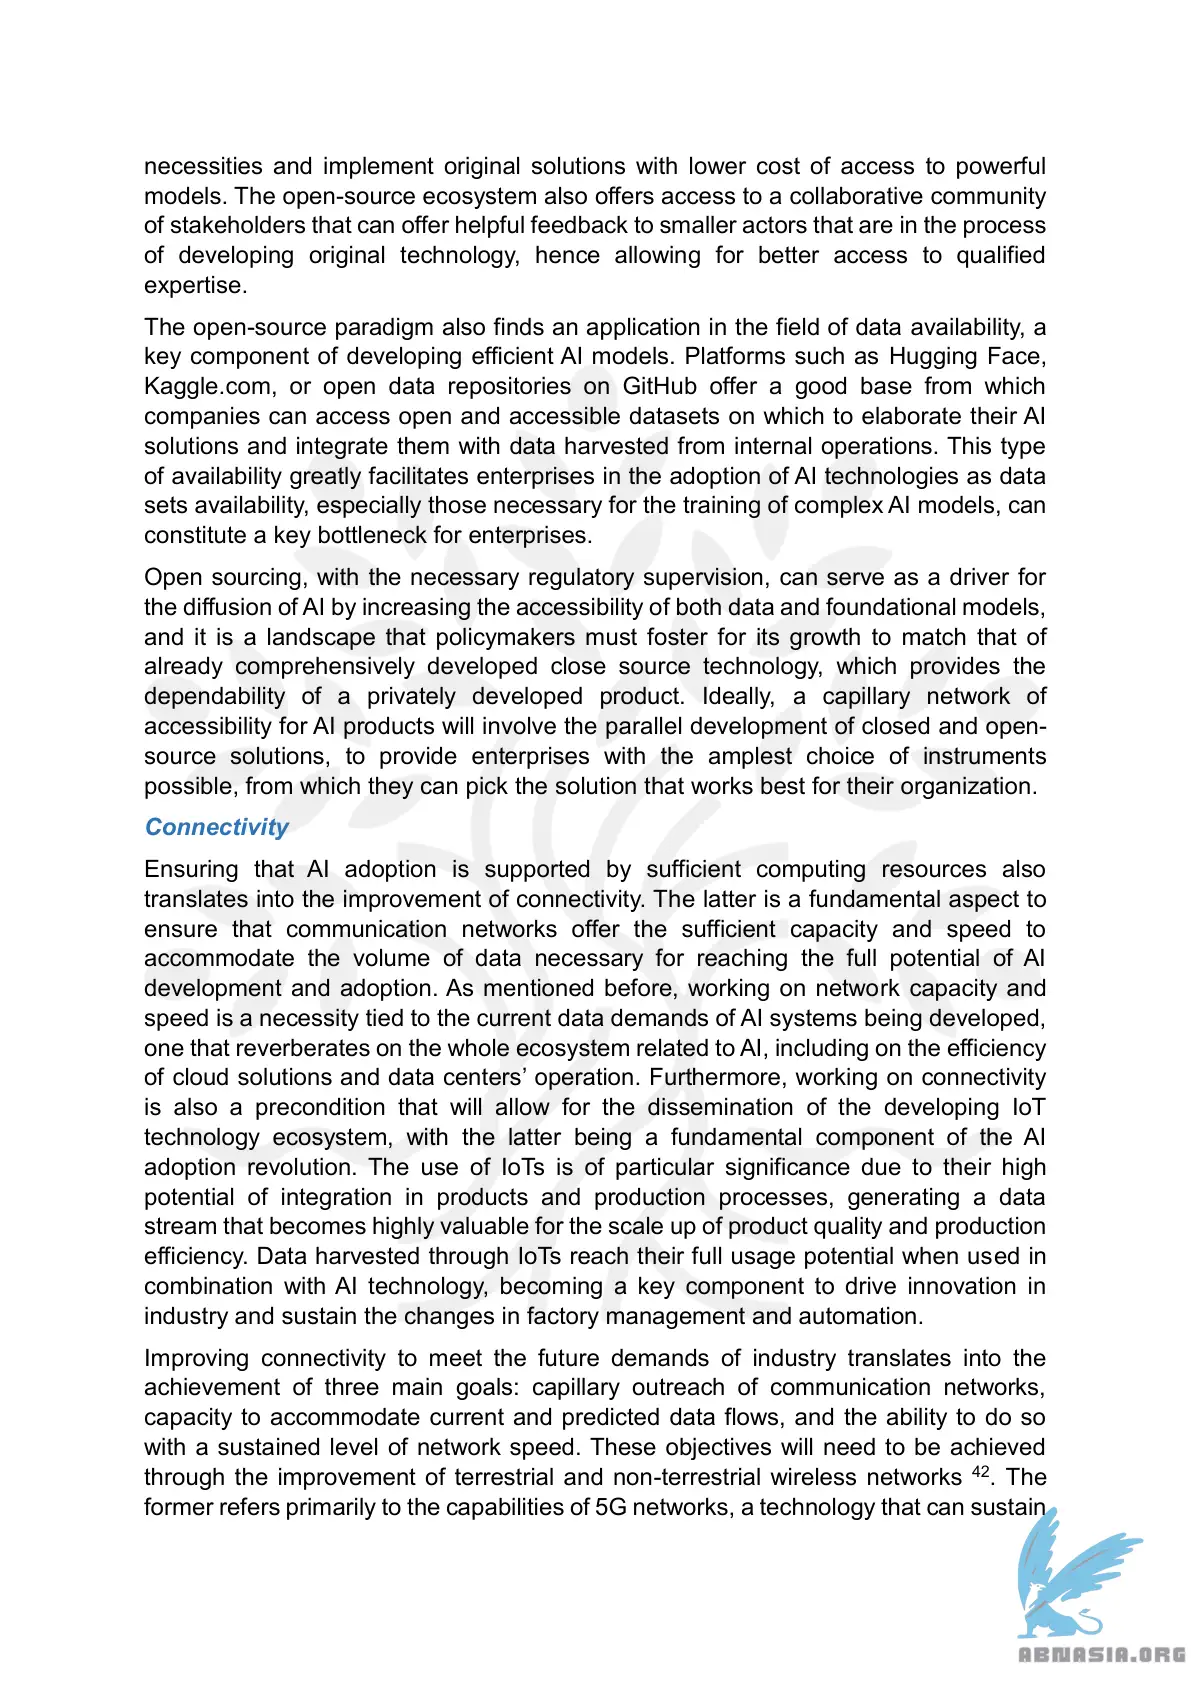 necessities and implement original solutions with lower cost of access to powerful
models. The open-source ecosystem also offers access to a collaborative community
of stakeholders that can offer helpful feedback to smaller actors that are in the process
of developing original technology, hence allowing for better access to qualified
expertise.
The open-source paradigm also finds an application in the field of data availability, a
key component of developing efficient AI models. Platforms such as Hugging Face,
Kaggle.com, or open data repositories on GitHub offer a good base from which
companies can access open and accessible datasets on which to elaborate their AI
solutions and integrate them with data harvested from internal operations. This type
of availability greatly facilitates enterprises in the adoption of AI technologies as data
sets availability, especially those necessary for the training of complex AI models, can
constitute a key bottleneck for enterprises.
Open sourcing, with the necessary regulatory supervision, can serve as a driver for
the diffusion of AI by increasing the accessibility of both data and foundational models,
and it is a landscape that policymakers must foster for its growth to match that of
already comprehensively developed close source technology, which provides the
dependability of a privately developed product. Ideally, a capillary network of
accessibility for AI products will involve the parallel development of closed and open-
source solutions, to provide enterprises with the amplest choice of instruments
possible, from which they can pick the solution that works best for their organization.
Connectivity
Ensuring that AI adoption is supported by sufficient computing resources also
translates into the improvement of connectivity. The latter is a fundamental aspect to
ensure that communication networks offer the sufficient capacity and speed to
accommodate the volume of data necessary for reaching the full potential of AI
development and adoption. As mentioned before, working on network capacity and
speed is a necessity tied to the current data demands of AI systems being developed,
one that reverberates on the whole ecosystem related to AI, including on the efficiency
of cloud solutions and data centers’ operation. Furthermore, working on connectivity
is also a precondition that will allow for the dissemination of the developing IoT
technology ecosystem, with the latter being a fundamental component of the AI
adoption revolution. The use of IoTs is of particular significance due to their high
potential of integration in products and production processes, generating a data
stream that becomes highly valuable for the scale up of product quality and production
efficiency. Data harvested through IoTs reach their full usage potential when used in
combination with AI technology, becoming a key component to drive innovation in
industry and sustain the changes in factory management and automation.
Improving connectivity to meet the future demands of industry translates into the
achievement of three main goals: capillary outreach of communication networks,
capacity to accommodate current and predicted data flows, and the ability to do so
with a sustained level of network speed. These objectives will need to be achieved
through the improvement of terrestrial and non-terrestrial wireless networks 42. The
former refers primarily to the capabilities of 5G networks, a technology that can sustain
ABNASIA.ORG